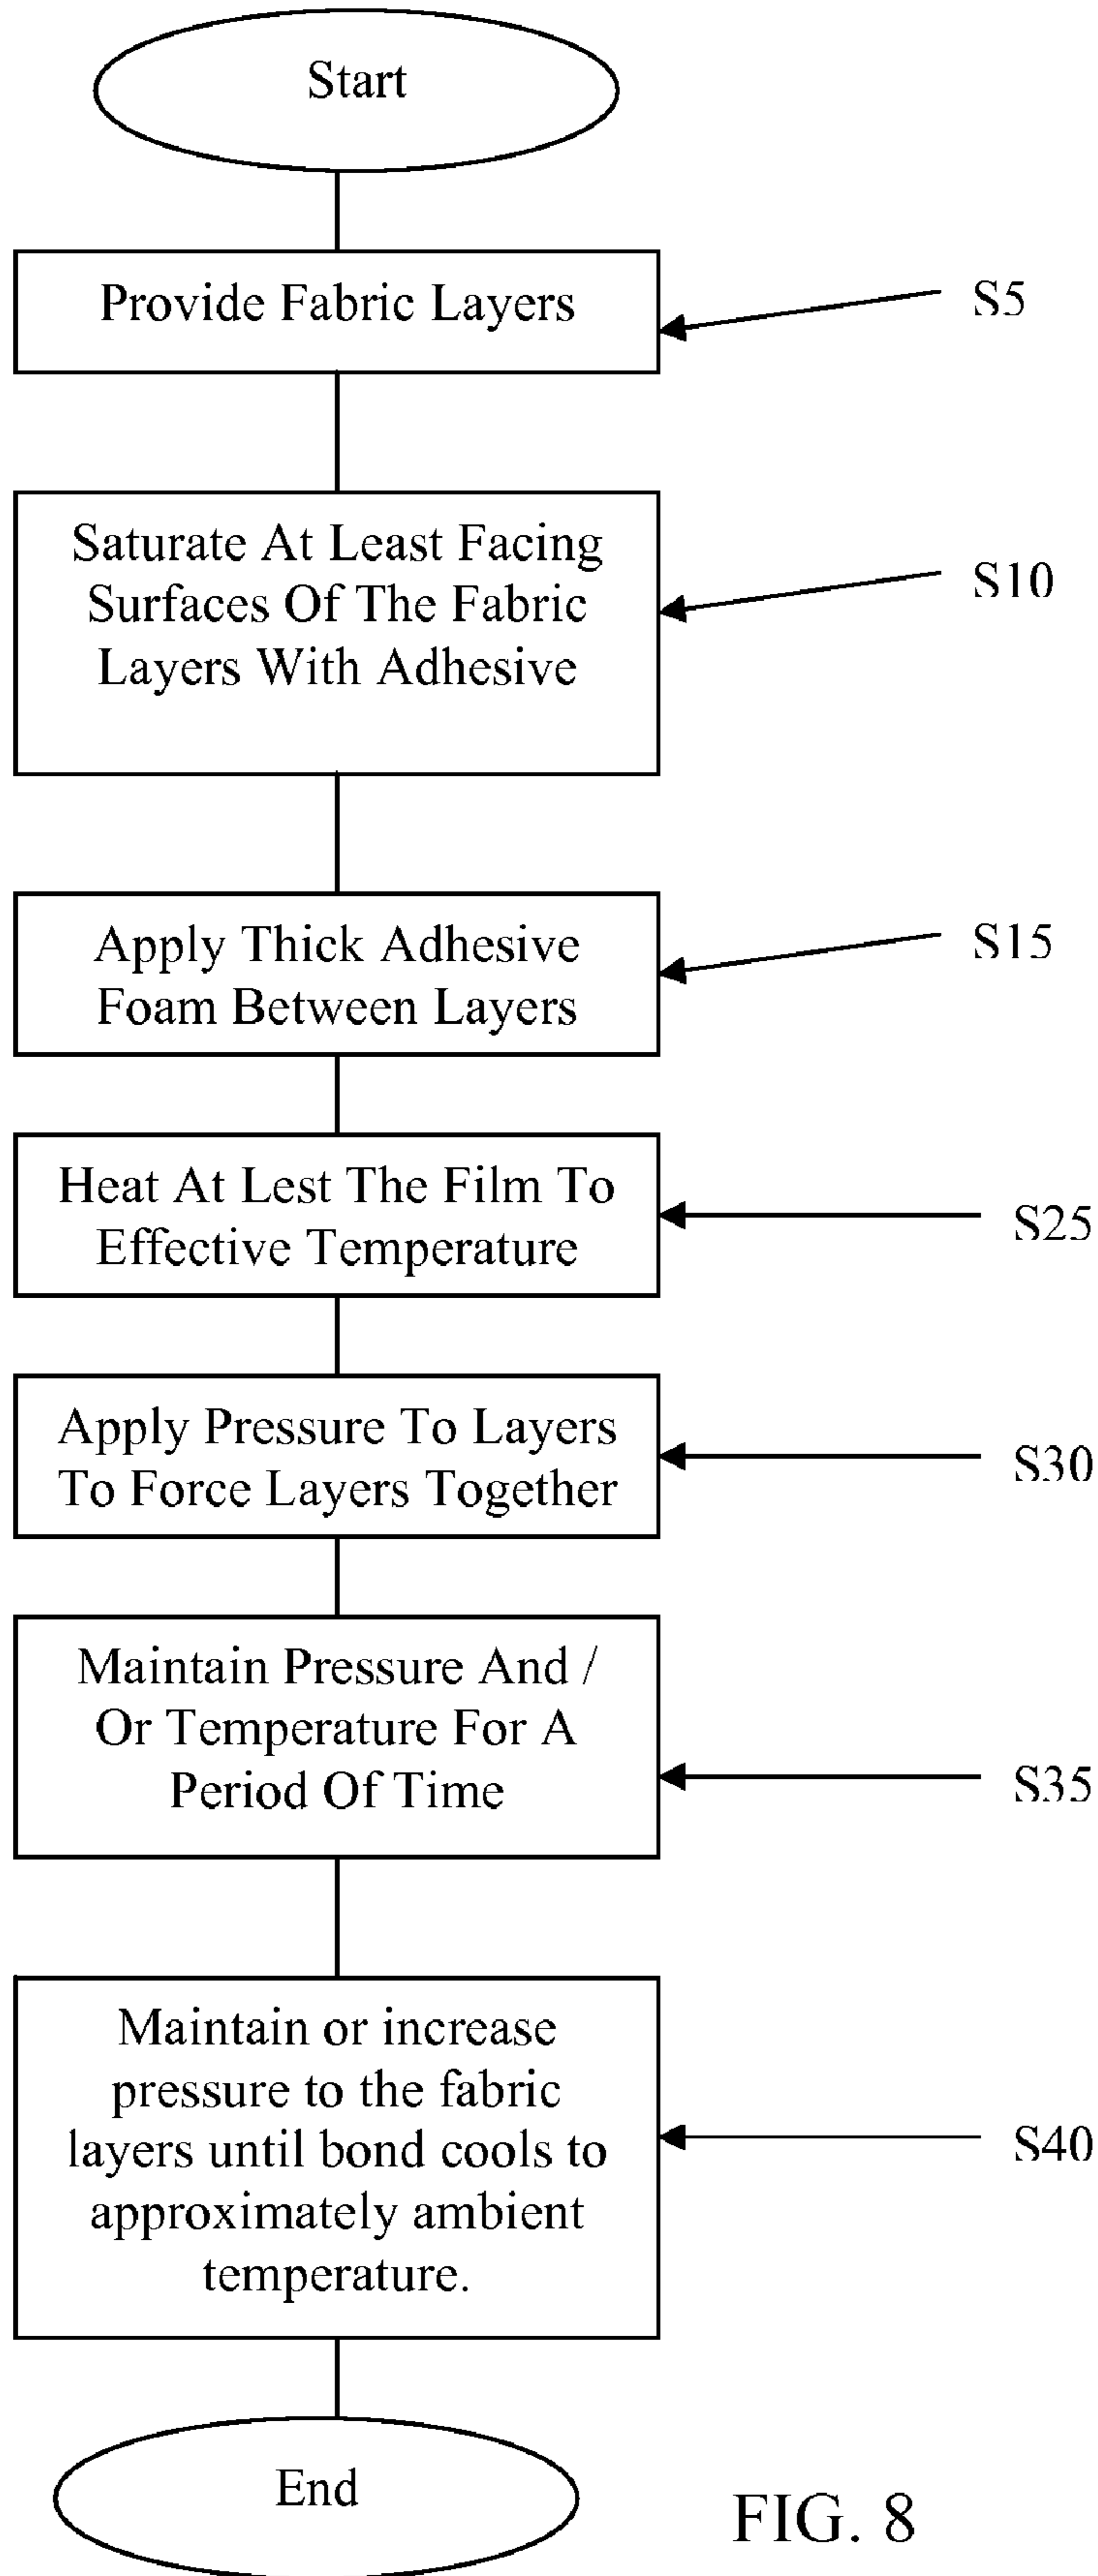 Start
Provide Fabric Layers
S5
Saturate At Least Facing
Surfaces Of The Fabric
Layers With Adhesive
S10
Apply Thick Adhesive
Foam Between Layers
S15
Heat At Lest The Film To
Effective Temperature
S25
Apply Pressure To Layers
To Force Layers Together
S30
Maintain Pressure And /
Or Temperature For A
Period Of Time
S35
Maintain or increase
pressure to the fabric
layers until bond cools to
approximately ambient
temperature.
S40
End
FIG. 8